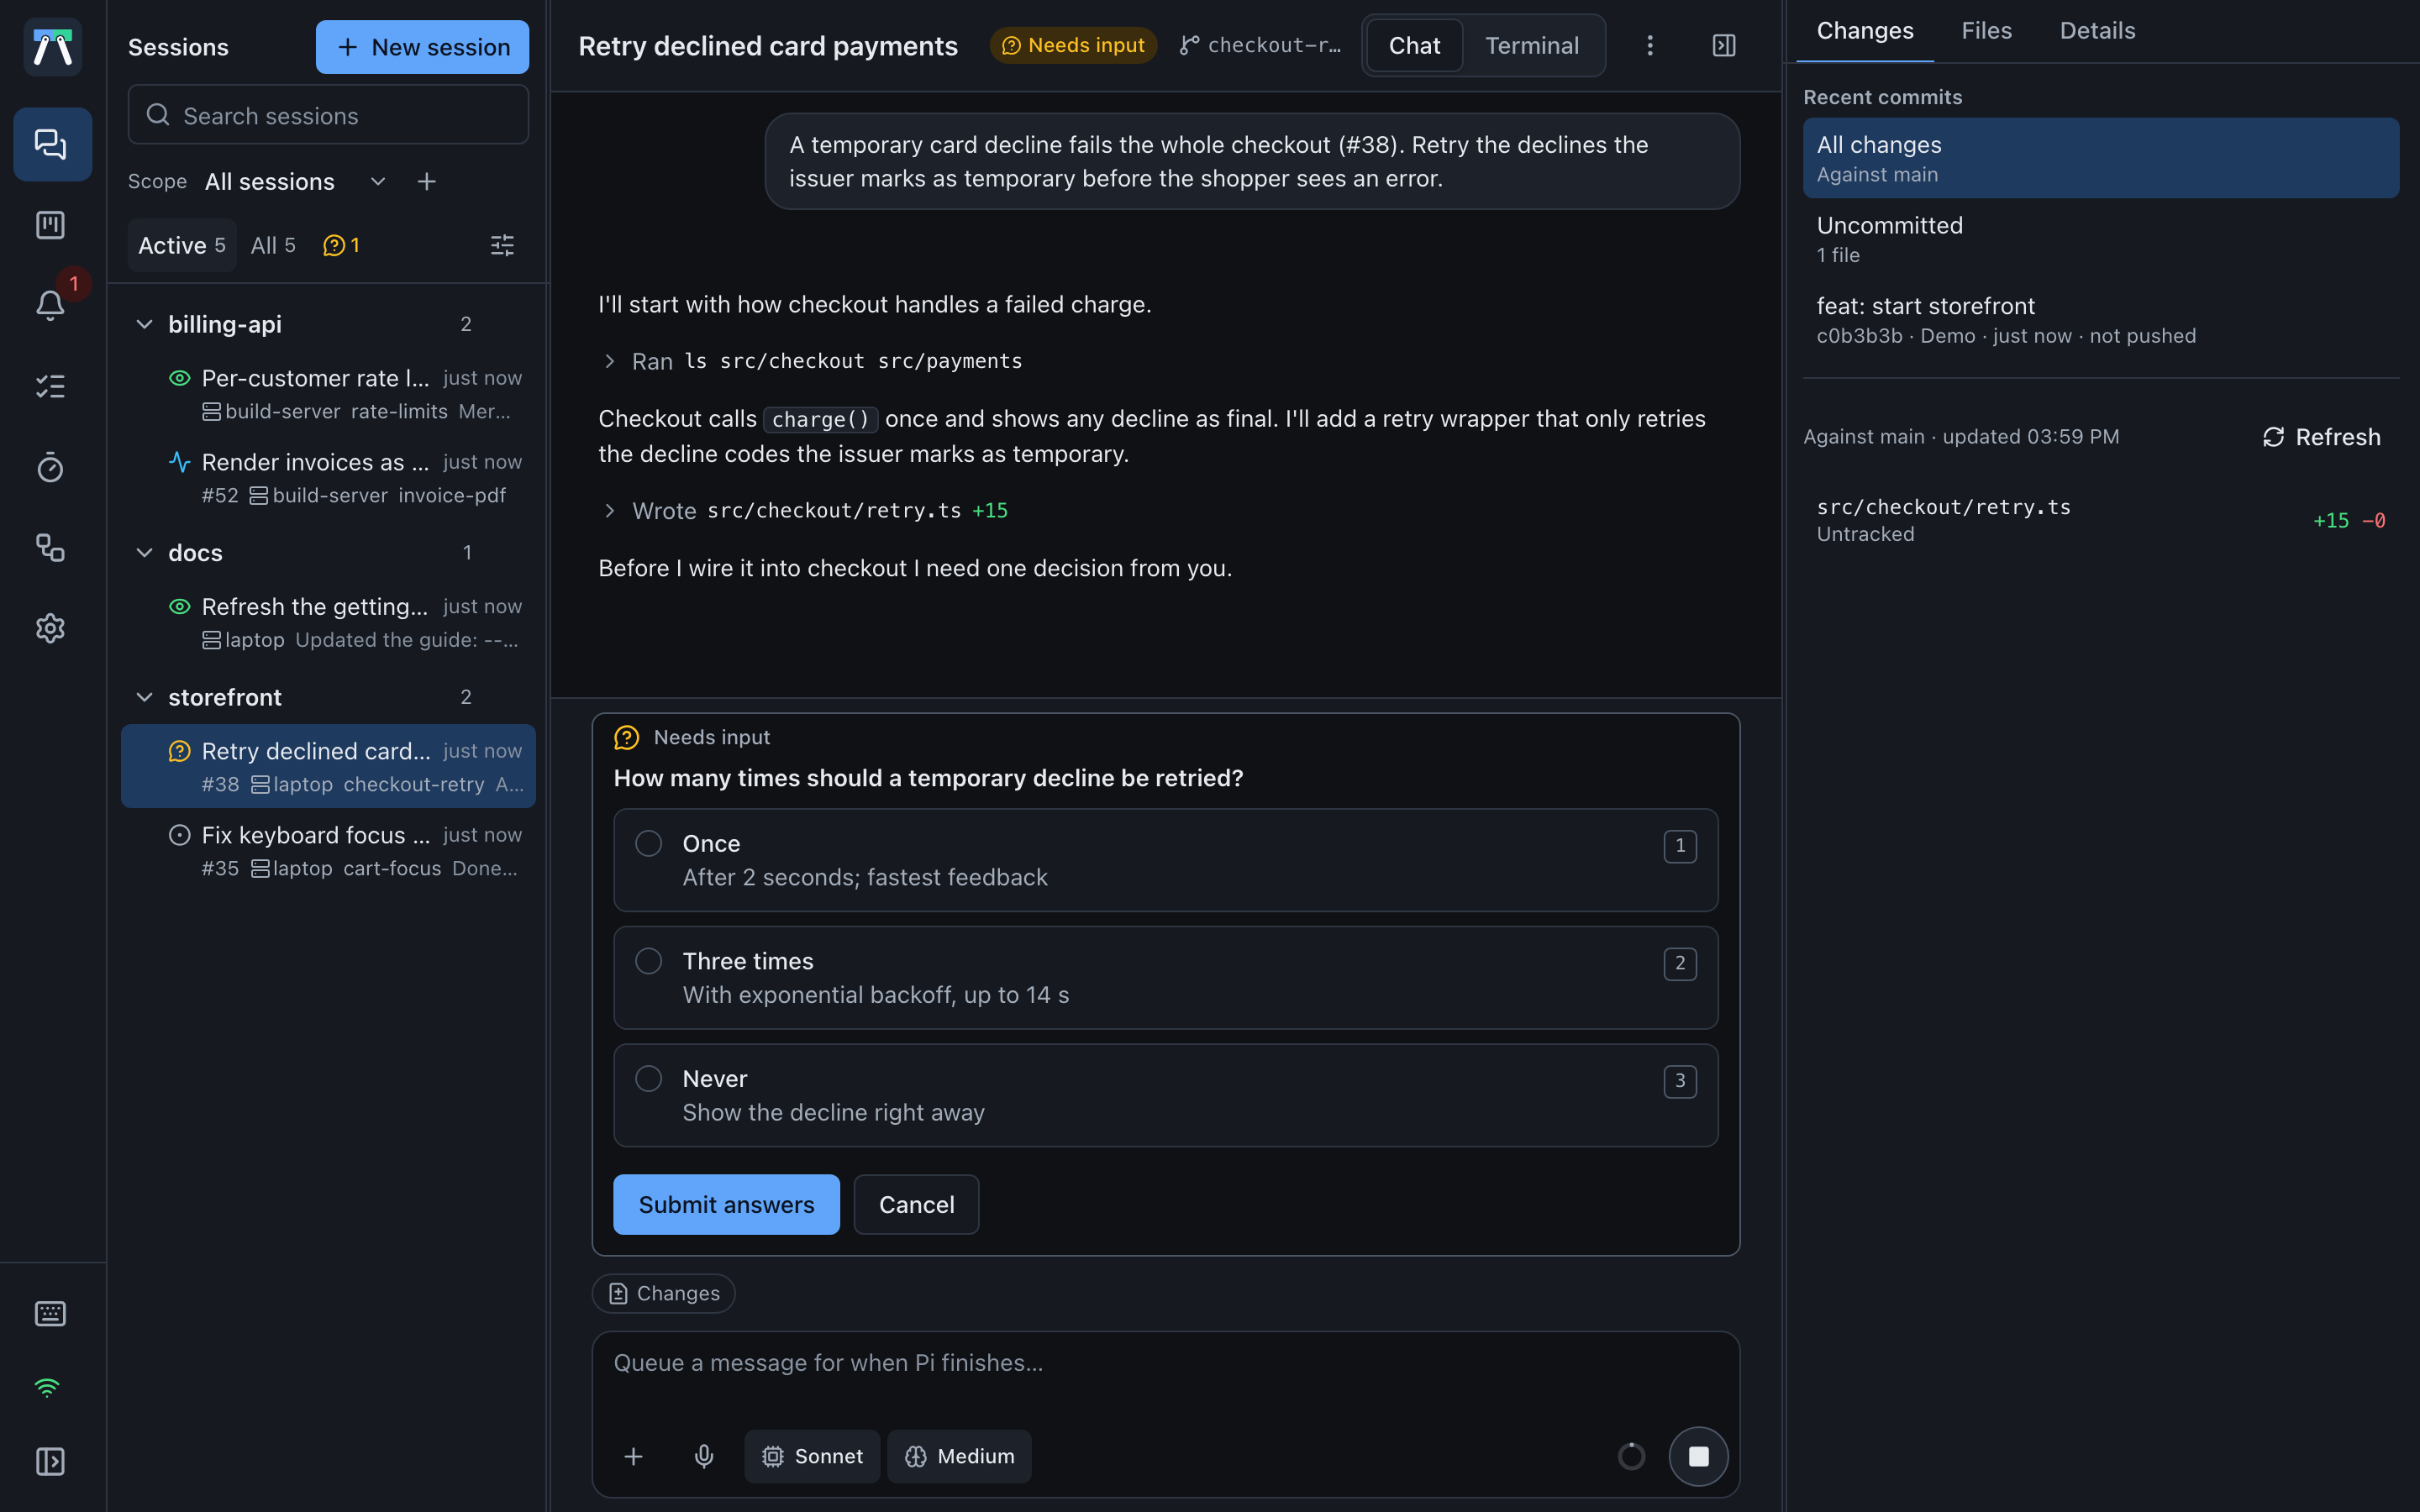 Sessions
New session
Search sessions
Scope All sessions
Active 5 All 5 1
1
billing-api 2
Per-customer rate l... just now
build-server rate-limits Mer...
Render invoices as ... just now
#52 build-server invoice-pdf
docs 1
Refresh the getting... just now
laptop Updated the guide: --...
storefront 2
Retry declined card... just now
#38 laptop checkout-retry A...
Fix keyboard focus ... just now
#35 laptop cart-focus Done...
Retry declined card payments Needs input checkout-r... Chat Terminal
A temporary card decline fails the whole checkout (#38). Retry the declines the
issuer marks as temporary before the shopper sees an error.
I'll start with how checkout handles a failed charge.
Ran ls src/checkout src/payments
Checkout calls charge() once and shows any decline as final. I'll add a retry wrapper that only retries
the decline codes the issuer marks as temporary.
Wrote src/checkout/retry.ts +15
Before I wire it into checkout I need one decision from you.
Needs input
How many times should a temporary decline be retried?
Once 1
After 2 seconds; fastest feedback
Three times 2
With exponential backoff, up to 14 s
Never 3
Show the decline right away
Submit answers Cancel
Changes
Queue a message for when Pi finishes...
Sonnet Medium
Changes Files Details
Recent commits
All changes
Against main
Uncommitted
1 file
feat: start storefront
c0b3b3b · Demo · just now · not pushed
Against main · updated 03:59 PM Refresh
src/checkout/retry.ts +15 −0
Untracked